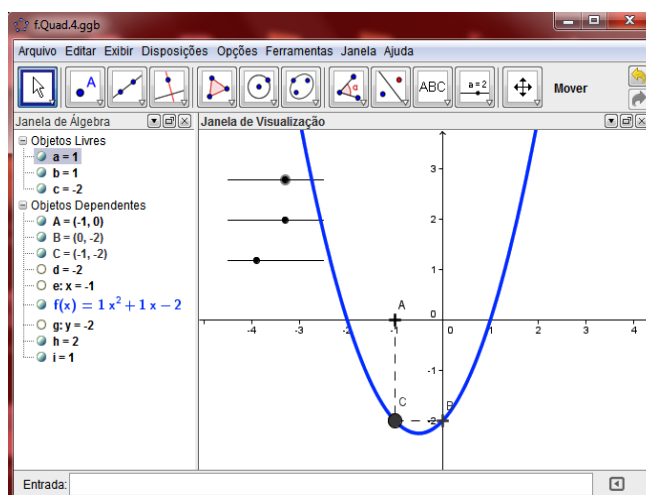 f.Quad.4.ggb
Arquivo Editar Exibir Disposições Opções Ferramentas Janela Ajuda
A
α
ABC
a = 2
Mover
Janela de Álgebra
Janela de Visualização
Objetos Livres
a = 1
b = 1
c = -2
Objetos Dependentes
A = (-1, 0)
B = (0, -2)
C = (-1, -2)
d = -2
e: x = -1
f(x) = 1 x² + 1 x − 2
g: y = -2
h = 2
i = 1
3
2
1
A
0
-4 -3 -2 -1 0 1 2 3 4
-1
C B
-2
Entrada: